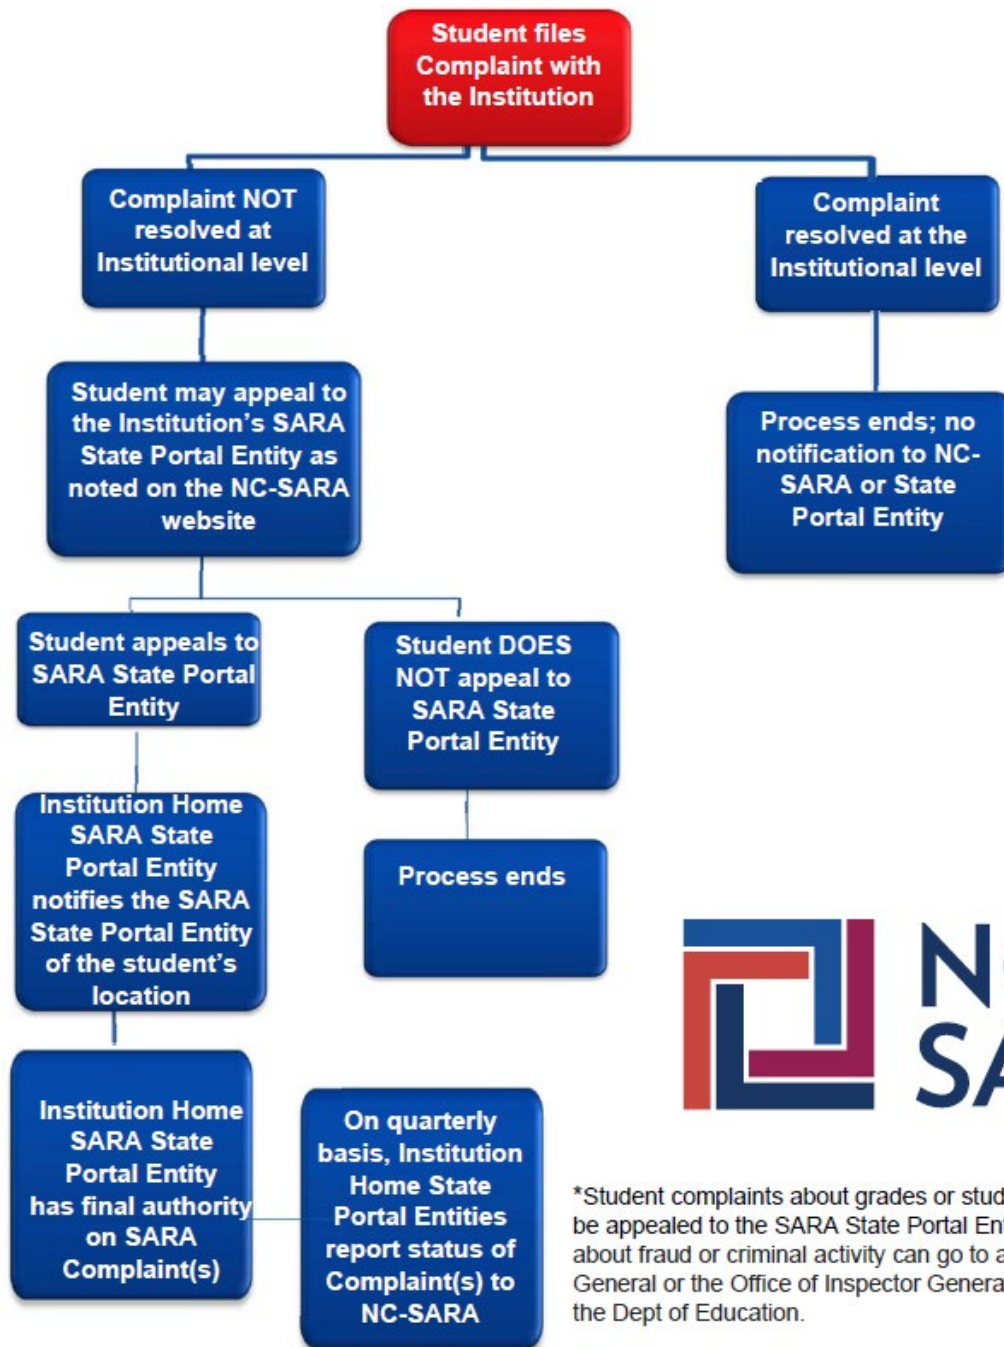 Student files
Complaint with
the Institution
Complaint NOT
resolved at
Institutional level
Complaint
resolved at the
Institutional level
Student may appeal to
the Institution’s SARA
State Portal Entity as
noted on the NC-SARA
website
Process ends; no
notification to NC-
SARA or State
Portal Entity
Student appeals to
SARA State Portal
Entity
Student DOES
NOT appeal to
SARA State
Portal Entity
Institution Home
SARA State
Portal Entity
notifies the SARA
State Portal Entity
of the student’s
location
Process ends
Institution Home
SARA State
Portal Entity
has final authority
on SARA
Complaint(s)
On quarterly
basis, Institution
Home State
Portal Entities
report status of
Complaint(s) to
NC-SARA
*Student complaints about grades or
be appealed to the SARA State Portal
about fraud or criminal activity can go to
General or the Office of Inspector General
the Dept of Education.